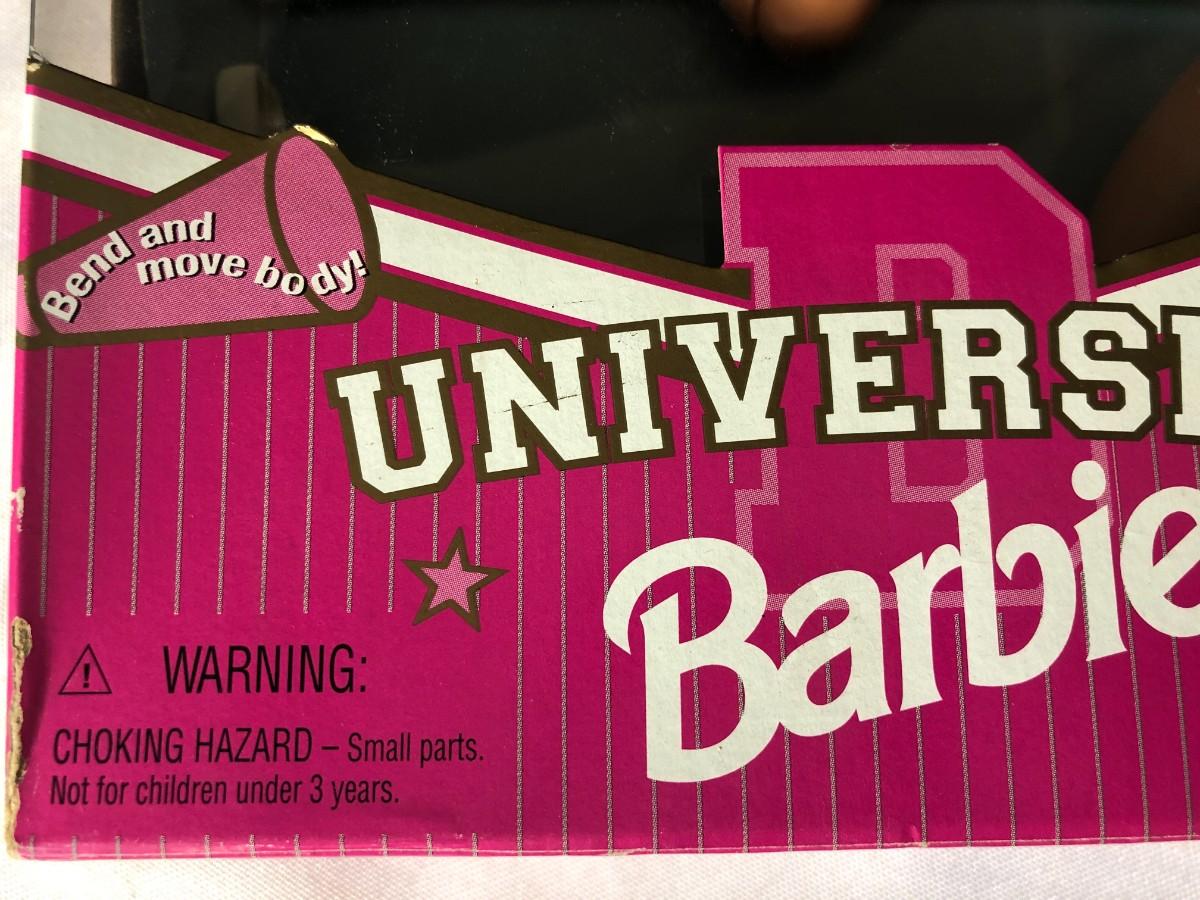 Bend and
move body!
UNIVERSI
Barbie
WARNING:
CHOKING HAZARD – Small parts.
Not for children under 3 years.